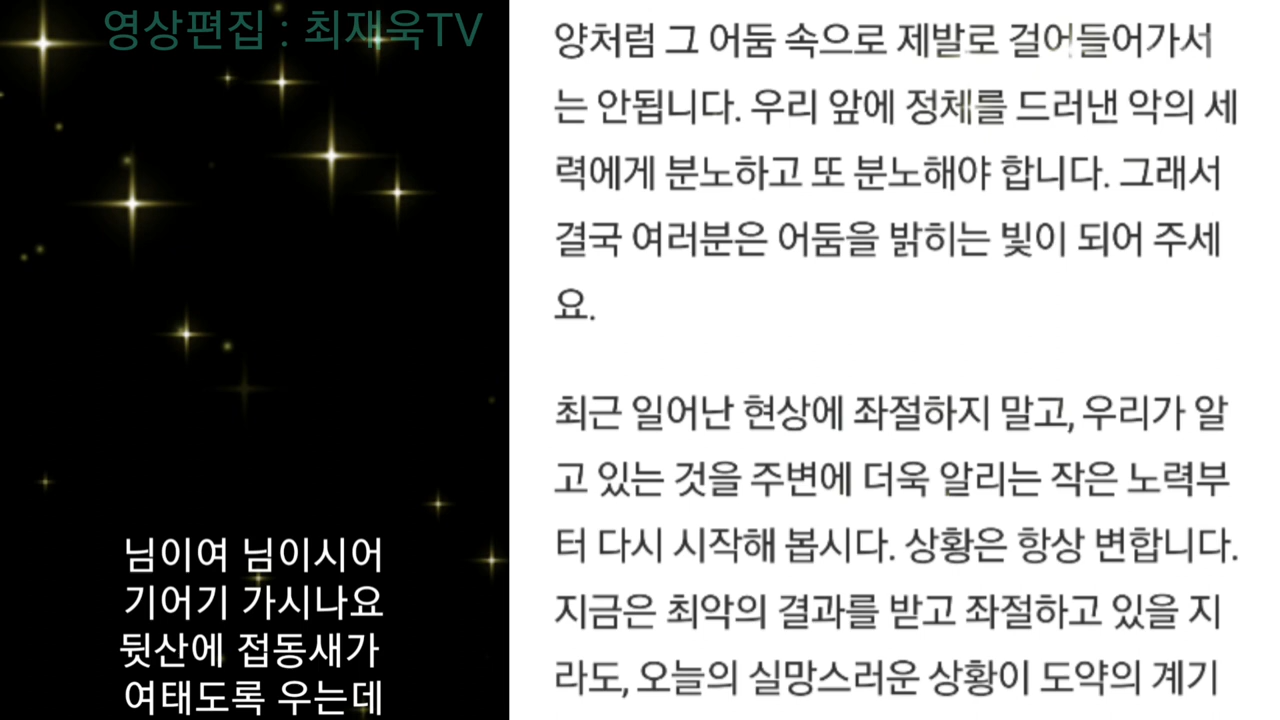 영상편집 : 최재욱TV
님이여 님이시어
기어기 가시나요
뒷산에 접동새가
여태도록 우는데
양처럼 그 어둠 속으로 제발로 걸어들어가서
는 안됩니다. 우리 앞에 정체를 드러낸 악의 세
력에게 분노하고 또 분노해야 합니다. 그래서
결국 여러분은 어둠을 밝히는 빛이 되어 주세
요.
최근 일어난 현상에 좌절하지 말고, 우리가 알
고 있는 것을 주변에 더욱 알리는 작은 노력부
터 다시 시작해 봅시다. 상황은 항상 변합니다.
지금은 최악의 결과를 받고 좌절하고 있을 지
라도, 오늘의 실망스러운 상황이 도약의 계기